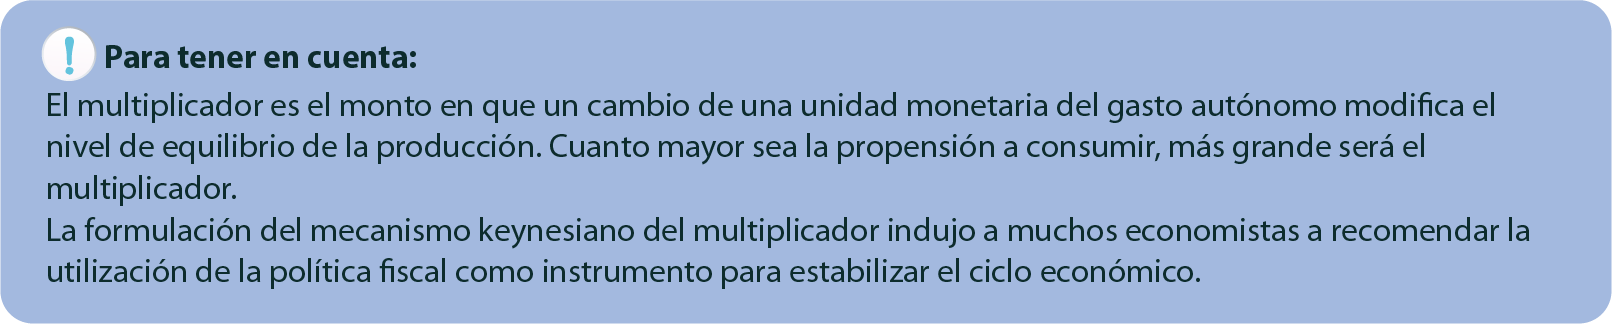 ! Para tener en cuenta:
El multiplicador es el monto en que un cambio de una unidad monetaria del gasto autónomo modifica el
nivel de equilibrio de la producción. Cuanto mayor sea la propensión a consumir, más grande será el
multiplicador.
La formulación del mecanismo keynesiano del multiplicador indujo a muchos economistas a recomendar la
utilización de la política fiscal como instrumento para estabilizar el ciclo económico.